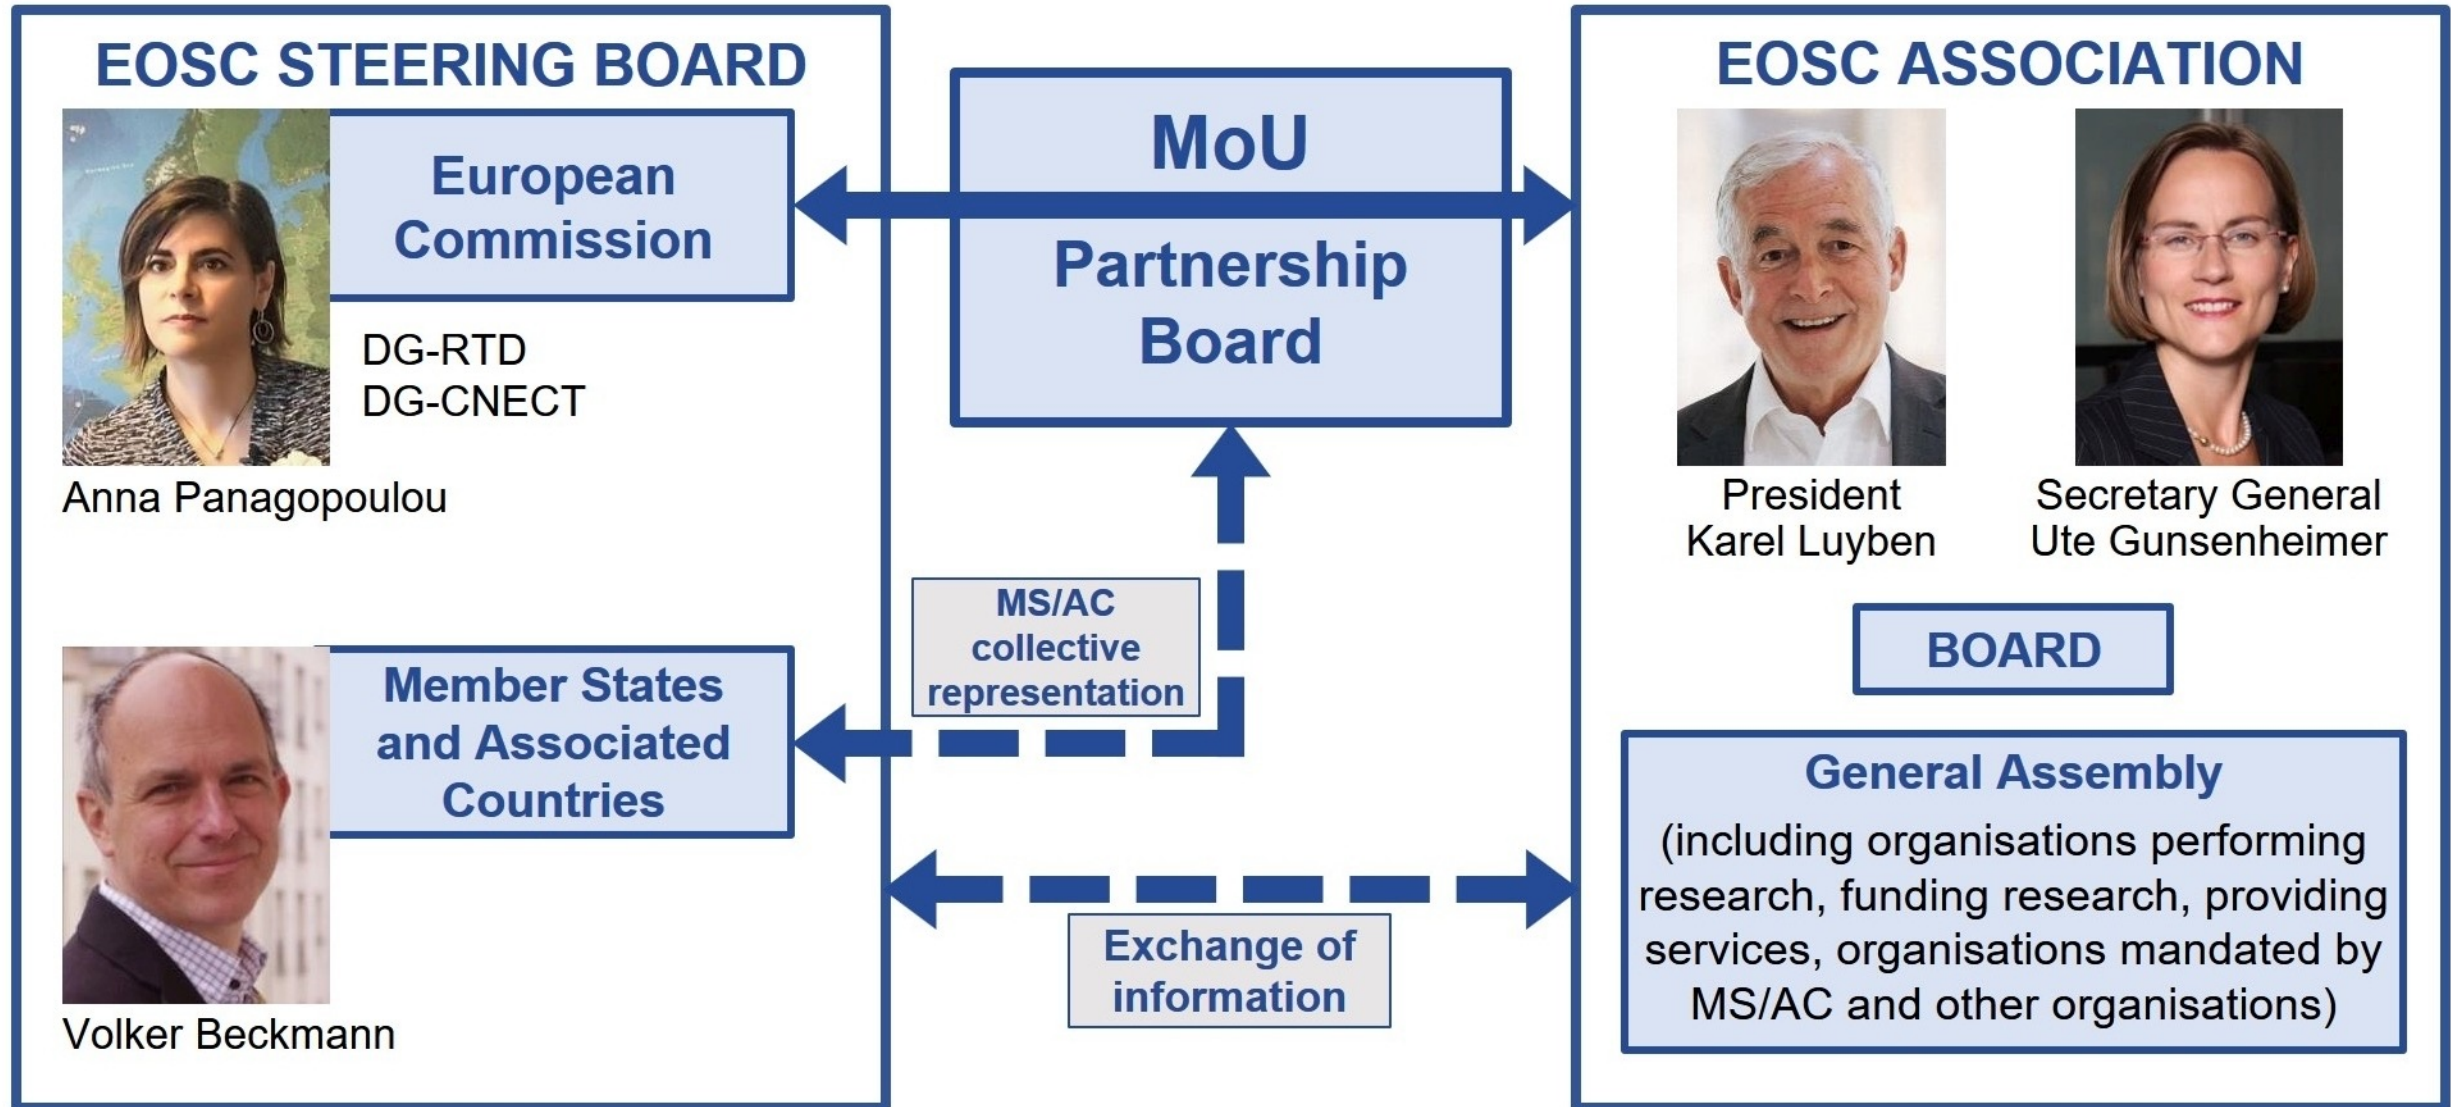 EOSC STEERING BOARD
European
Commission
DG-RTD
DG-CNECT
Anna Panagopoulou
Member States
and Associated
Countries
Volker Beckmann
MoU
Partnership
Board
MS/AC
collective
representation
Exchange of
information
EOSC ASSOCIATION
President
Karel Luyben
Secretary General
Ute Gunsenheimer
BOARD
General Assembly
(including organisations performing
research, funding research, providing
services, organisations mandated by
MS/AC and other organisations)